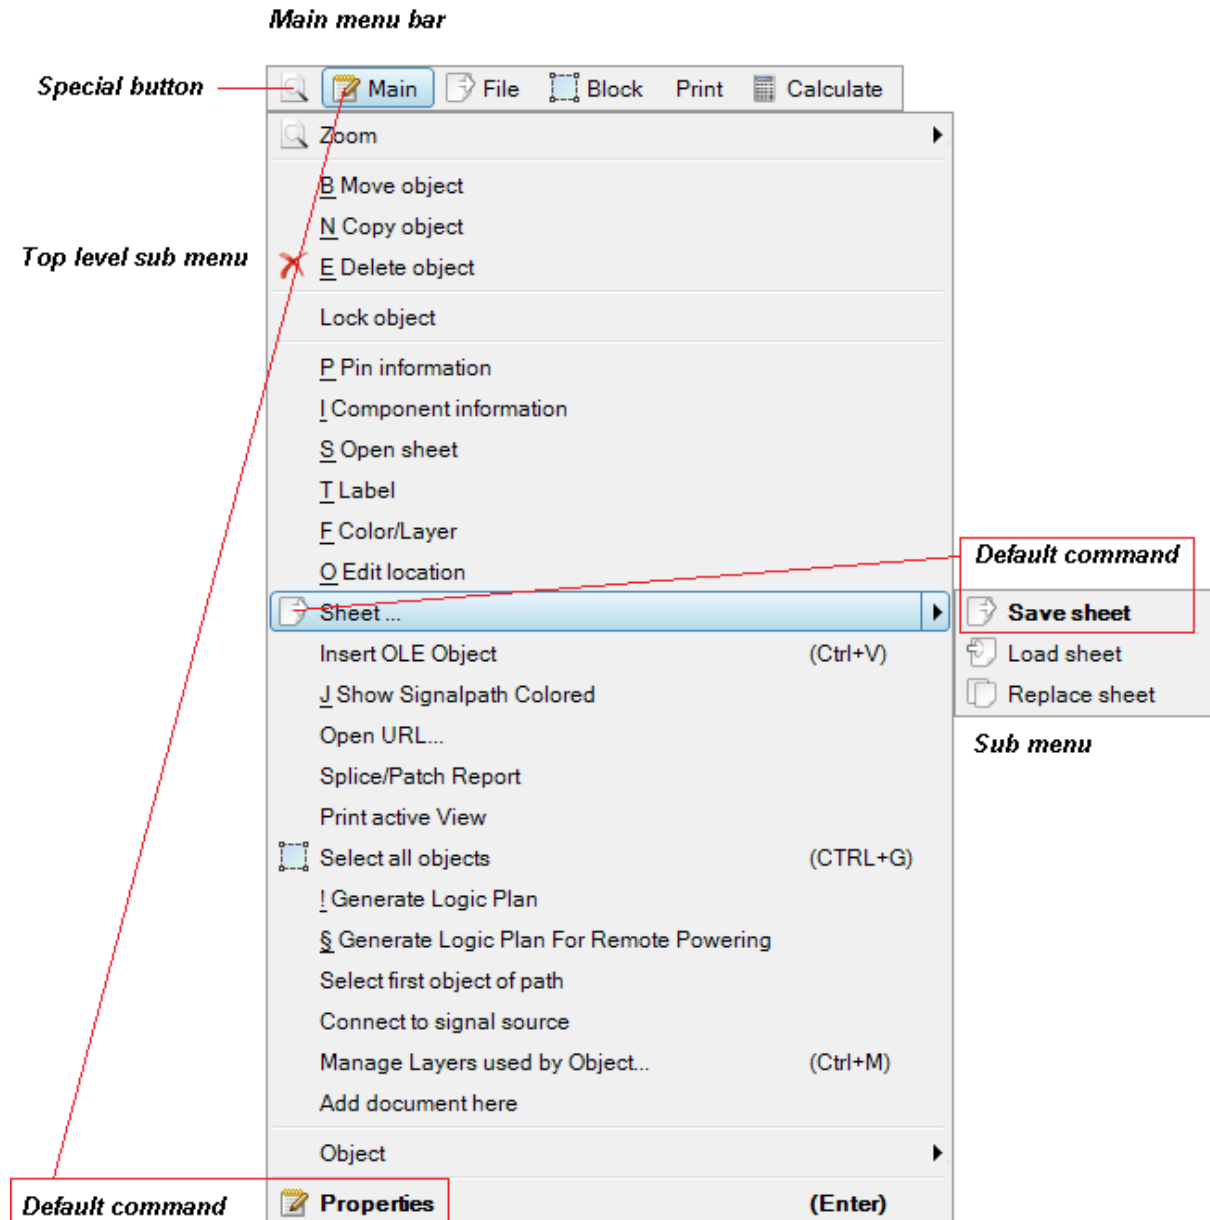 Main menu bar
Special button
Main File Block Print Calculate
Zoom
B Move object
N Copy object
Top level sub menu
E Delete object
Lock object
P Pin information
I Component information
S Open sheet
T Label
F Color/Layer
O Edit location
Default command
Sheet ...
Save sheet
Insert OLE Object (Ctrl+V)
Load sheet
J Show Signalpath Colored
Replace sheet
Open URL...
Sub menu
Splice/Patch Report
Print active View
Select all objects (CTRL+G)
! Generate Logic Plan
§ Generate Logic Plan For Remote Powering
Select first object of path
Connect to signal source
Manage Layers used by Object... (Ctrl+M)
Add document here
Object
Default command
Properties (Enter)